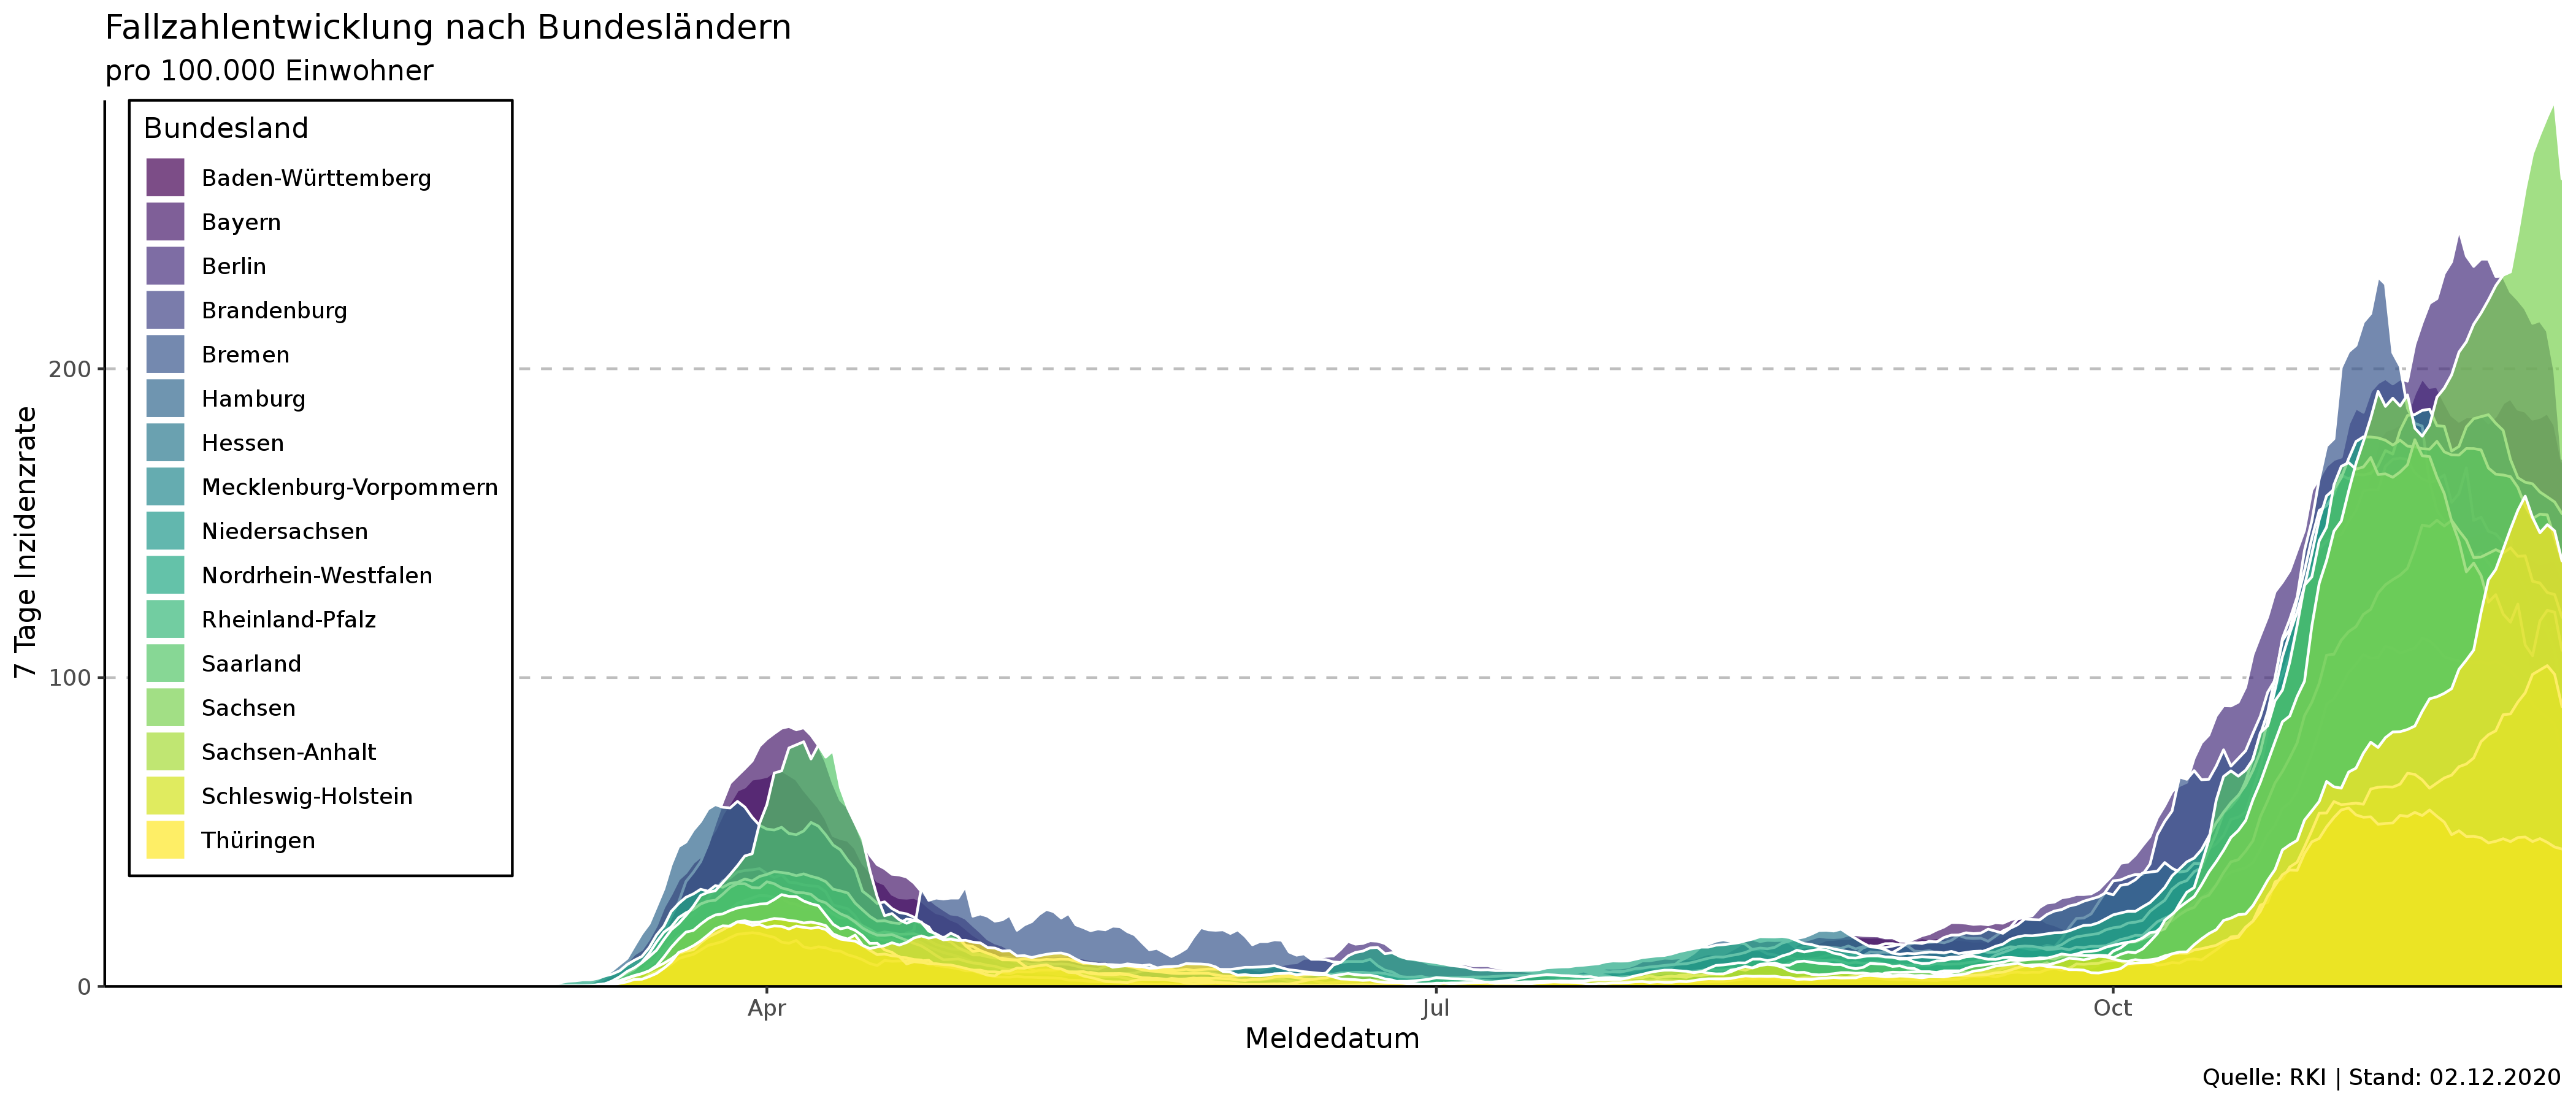 Fallzahlentwicklung nach Bundesländern
pro 100.000 Einwohner
Bundesland
Baden-Württemberg
Bayern
Berlin
Brandenburg
Bremen
Hamburg
Hessen
Mecklenburg-Vorpommern
Niedersachsen
Nordrhein-Westfalen
Rheinland-Pfalz
Saarland
Sachsen
Sachsen-Anhalt
Schleswig-Holstein
Thüringen
7 Tage Inzidenzrate
200
100
0
Apr
Jul
Oct
Meldedatum
Quelle: RKI | Stand: 02.12.2020